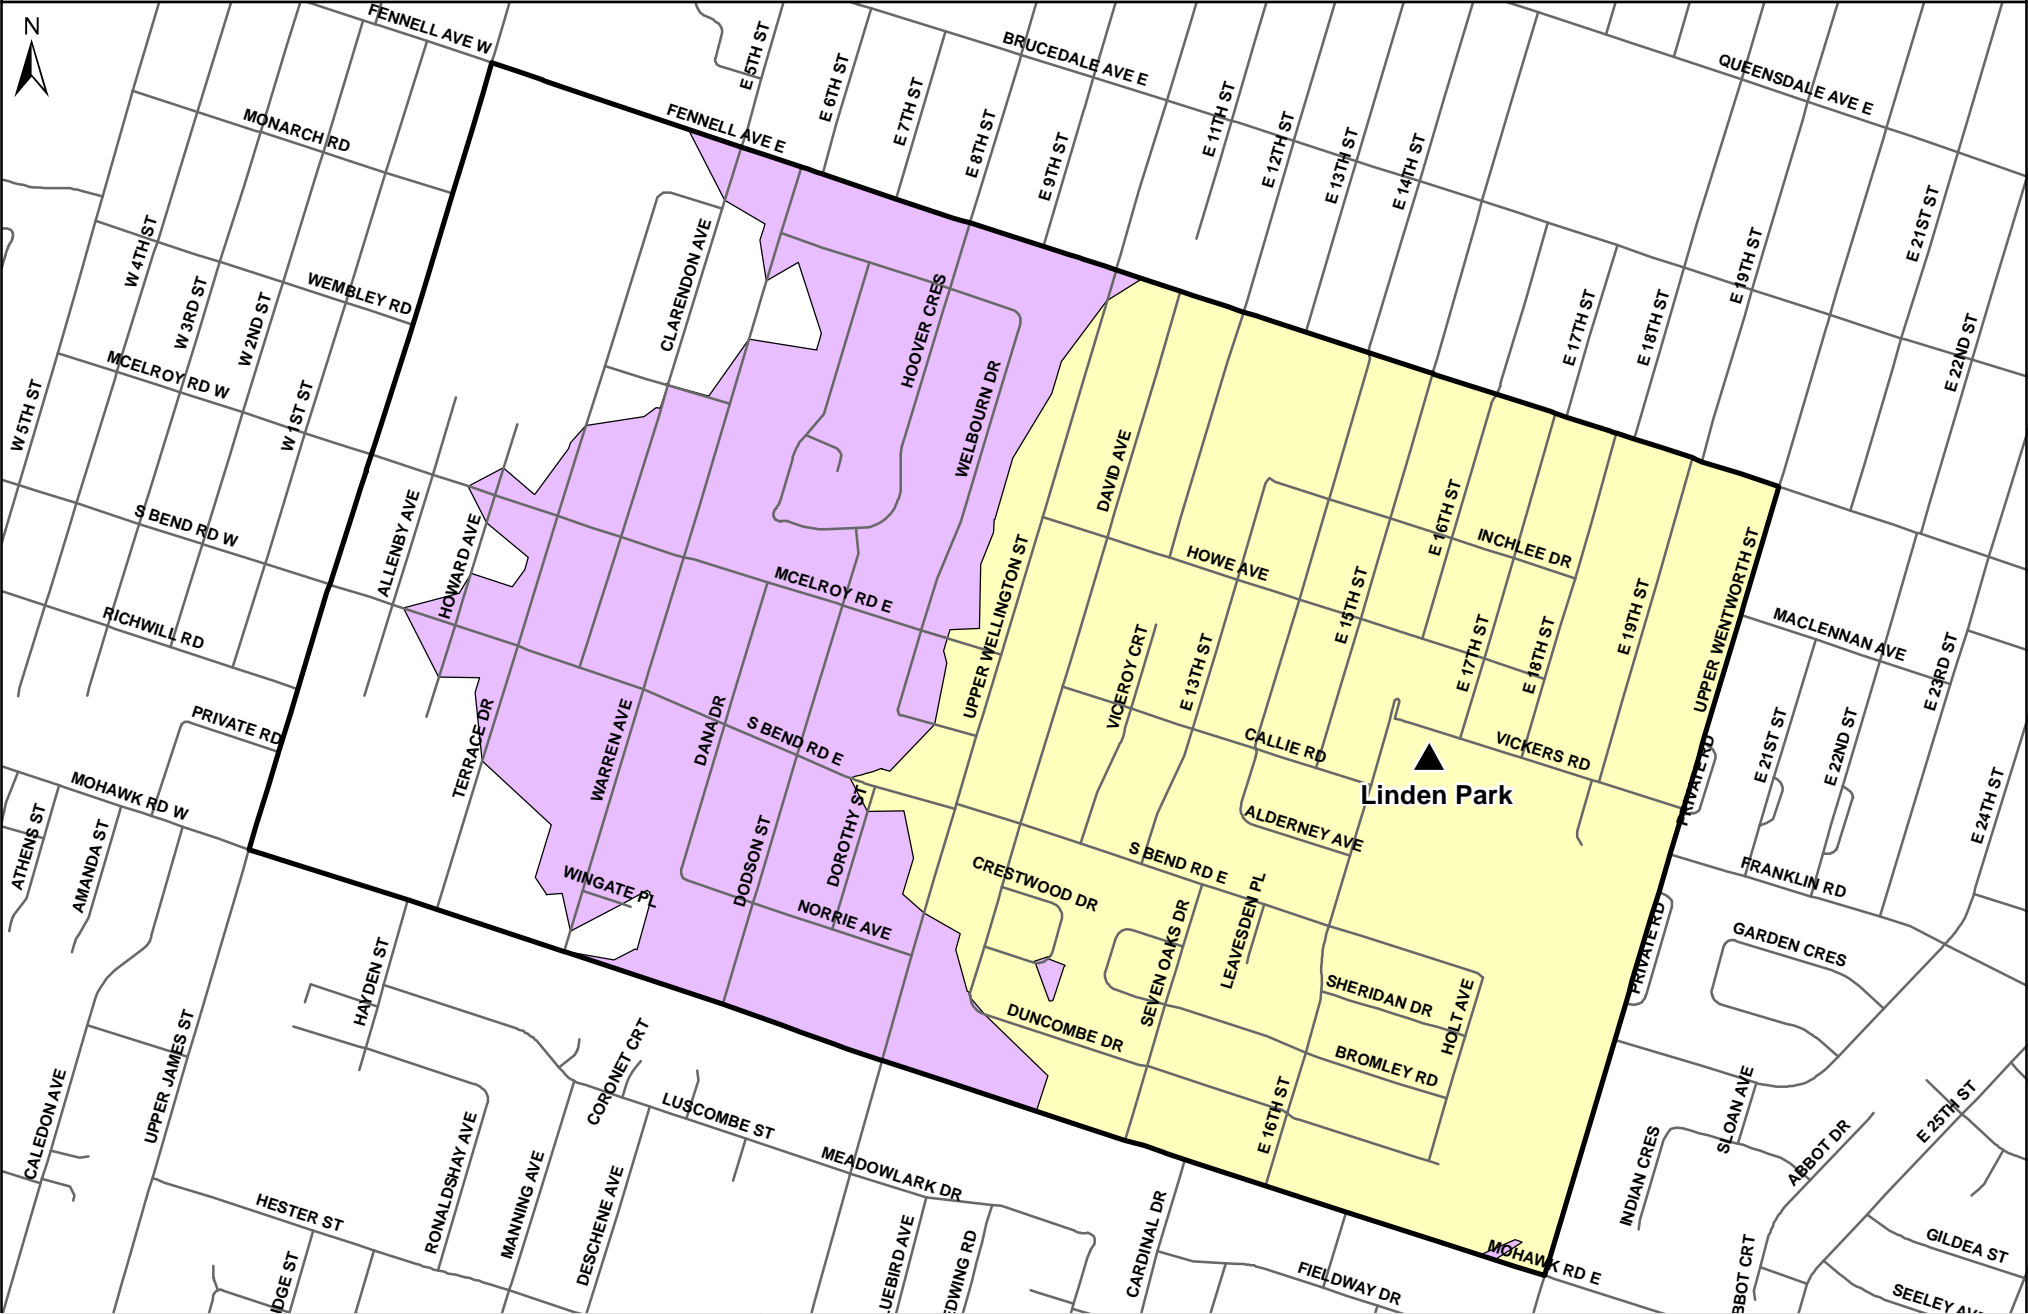 N
FENNELL AVE W
E 5TH ST
E 6TH ST
E 7TH ST
E 8TH ST
E 9TH ST
BRUCEDALE AVE E
E 11TH ST
E 12TH ST
E 13TH ST
E 14TH ST
QUEENSDALE AVE E
E 19TH ST
E 21ST ST
E 17TH ST
E 18TH ST
E 22ND ST
MONARCH RD
FENNELL AVE E
W 4TH ST
W 3RD ST
W 2ND ST
WEMBLEY RD
CLARENDON AVE
HOOVER CRES
WELBOURN DR
MCELROY RD W
W 5TH ST
W 1ST ST
S BEND RD W
ALLENBY AVE
HOWARD AVE
DAVID AVE
E 16TH ST
INCHLEE DR
HOWE AVE
UPPER WELLINGTON ST
MCELROY RD E
E 15TH ST
E 19TH ST
UPPER WENTWORTH ST
MACLENNAN AVE
E 23RD ST
RICHWILL RD
PRIVATE RD
VICEROY CRT
E 13TH ST
E 17TH ST
E 18TH ST
TERRACE DR
WARREN AVE
DANA DR
S BEND RD E
CALLIE RD
VICKERS RD
PRIVATE RD
E 21ST ST
E 22ND ST
E 24TH ST
Linden Park
MOHAWK RD W
ATHENS ST
AMANDA ST
DODSON ST
DOROTHY ST
ALDERNEY AVE
S BEND RD E
WINGATE PL
NORRIE AVE
CRESTWOOD DR
SEVEN OAKS DR
LEAVESDEN PL
FRANKLIN RD
PRIVATE RD
GARDEN CRES
HAYDEN ST
DUNCOMBE DR
SHERIDAN DR
HOLT AVE
BROMLEY RD
UPPER JAMES ST
CALEDON AVE
CORONET CRT
LUSCOMBE ST
E 16TH ST
SLOAN AVE
E 25TH ST
ABBOT DR
INDIAN CRES
RONALDSHAY AVE
MANNING AVE
DESCHENE AVE
MEADOWLARK DR
HESTER ST
CARDINAL DR
MOHAWK RD E
FIELDWAY DR
GILDEA ST
SEELEY AV
BBOT CRT
LUEBIRD AVE
EDWING RD
IDGE ST